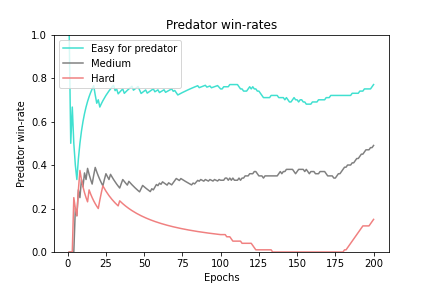 Predator win-rates
Easy for predator
Medium
Hard
Predator win-rate
1.0
0.8
0.6
0.4
0.2
0.0
0 25 50 75 100 125 150 175 200
Epochs